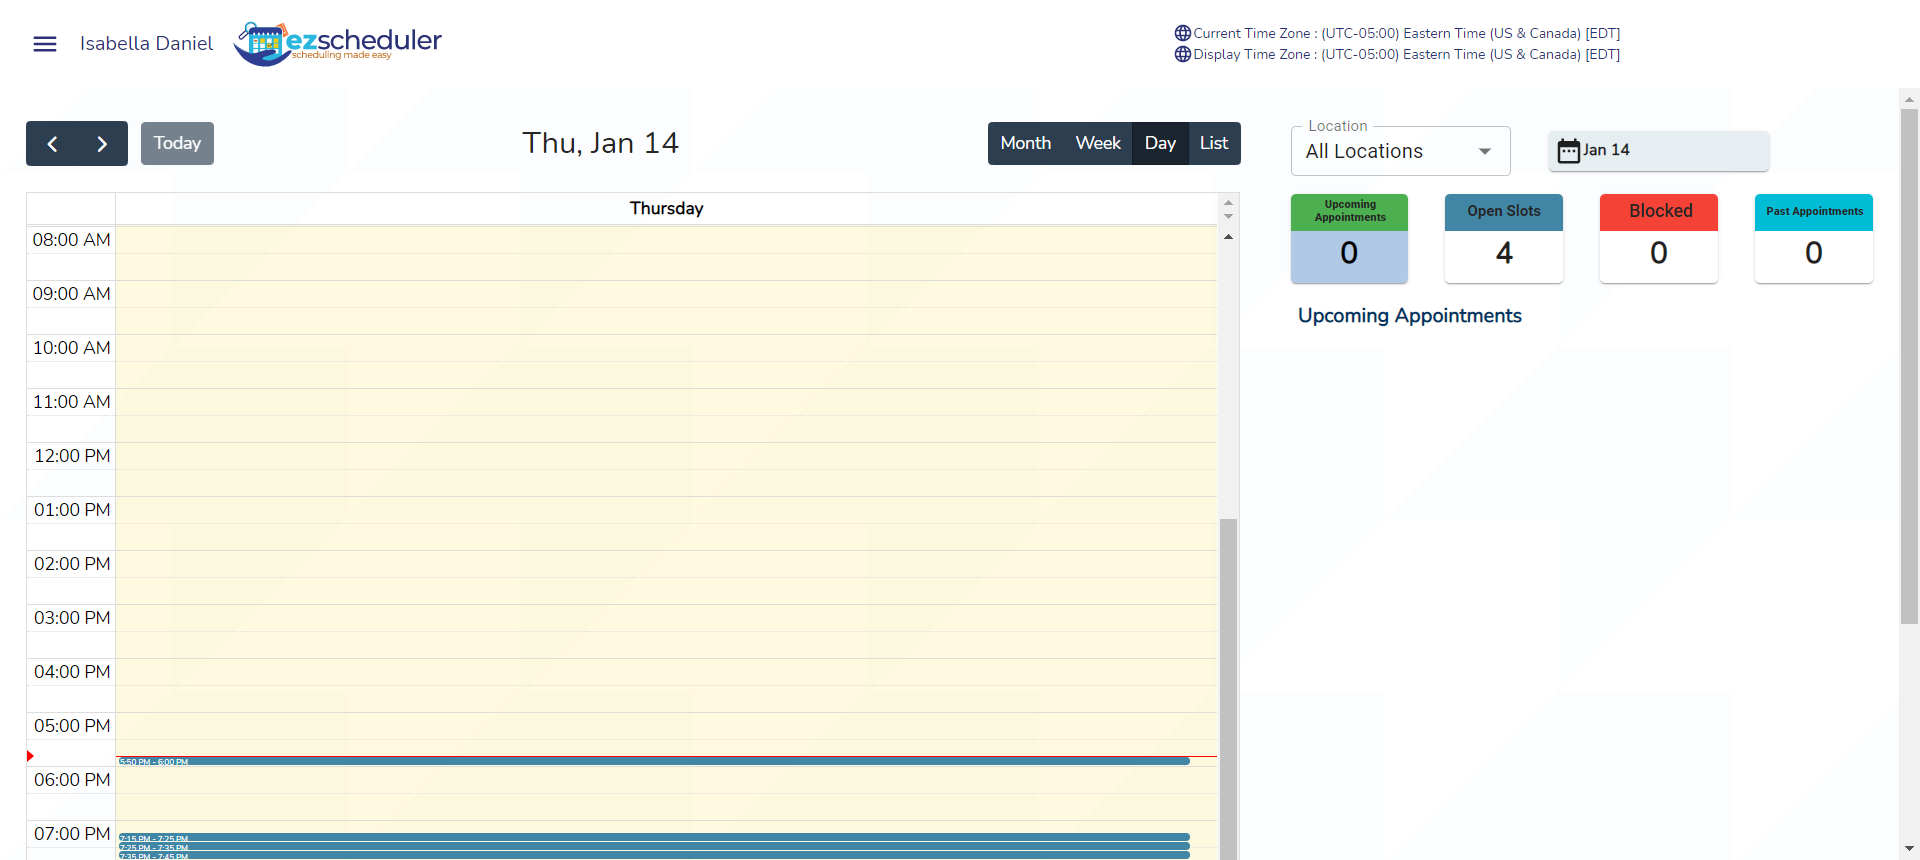 Isabella Daniel
ezscheduler
scheduling made easy
Current Time Zone : (UTC-05:00) Eastern Time (US & Canada) [EDT]
Display Time Zone : (UTC-05:00) Eastern Time (US & Canada) [EDT]
Today
Thu, Jan 14
Month Week Day List
Location
All Locations
Jan 14
Thursday
Upcoming Appointments
0
Open Slots
4
Blocked
0
Past Appointments
0
Upcoming Appointments
08:00 AM
09:00 AM
10:00 AM
11:00 AM
12:00 PM
01:00 PM
02:00 PM
03:00 PM
04:00 PM
05:00 PM
5:50 PM - 6:00 PM
06:00 PM
07:00 PM
7:15 PM - 7:25 PM
7:25 PM - 7:35 PM
7:35 PM - 7:45 PM